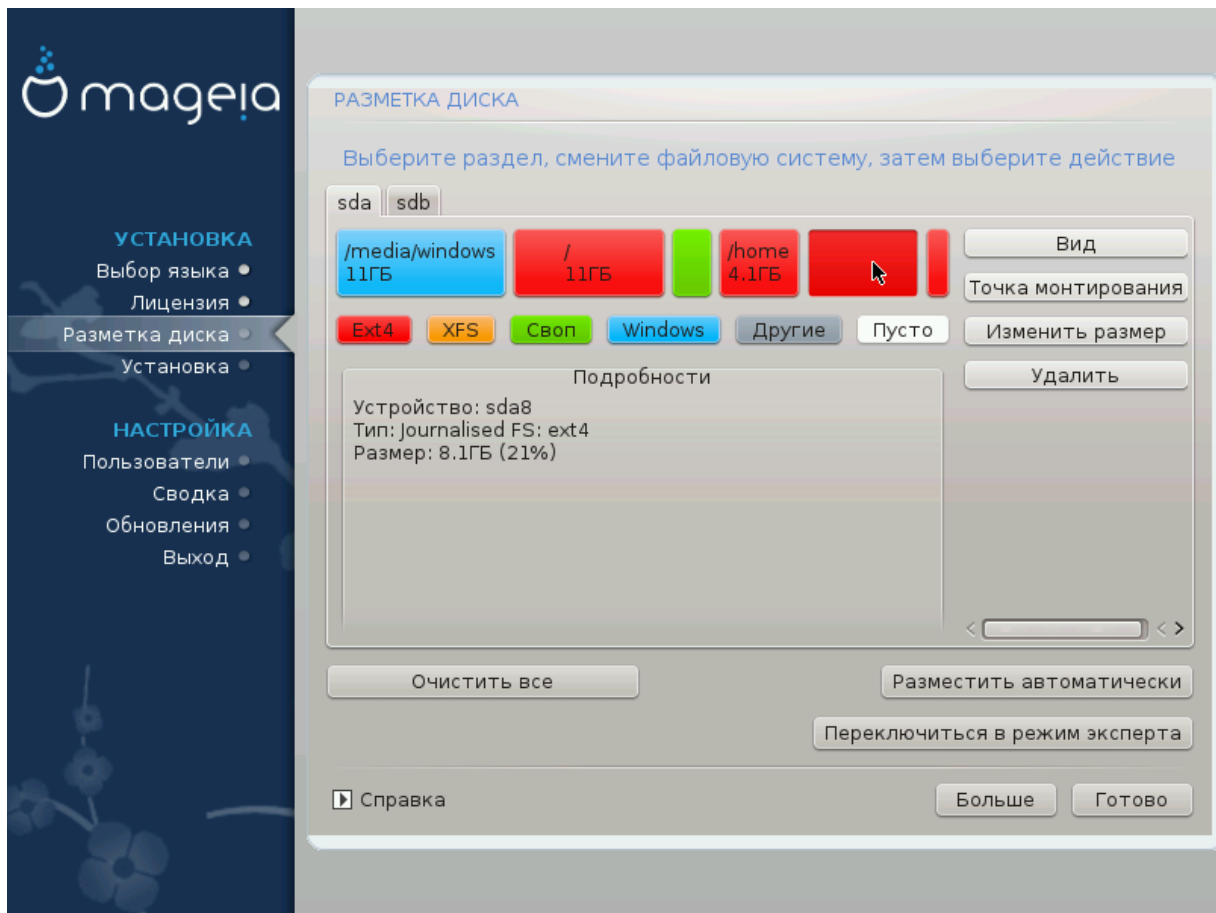 mageia
УСТАНОВКА
Выбор языка
Лицензия
Разметка диска
Установка
НАСТРОЙКА
Пользователи
Сводка
Обновления
Выход
РАЗМЕТКА ДИСКА
Выберите раздел, смените файловую систему, затем выберите действие
sda sdb
/media/windows
11ГБ
/
11ГБ
/home
4.1ГБ
Ext4 XFS Своп Windows Другие Пусто
Подробности
Устройство: sda8
Тип: Journalised FS: ext4
Размер: 8.1ГБ (21%)
Вид
Точка монтирования
Изменить размер
Удалить
Очистить все
Разместить автоматически
Переключиться в режим эксперта
Справка
Больше
Готово